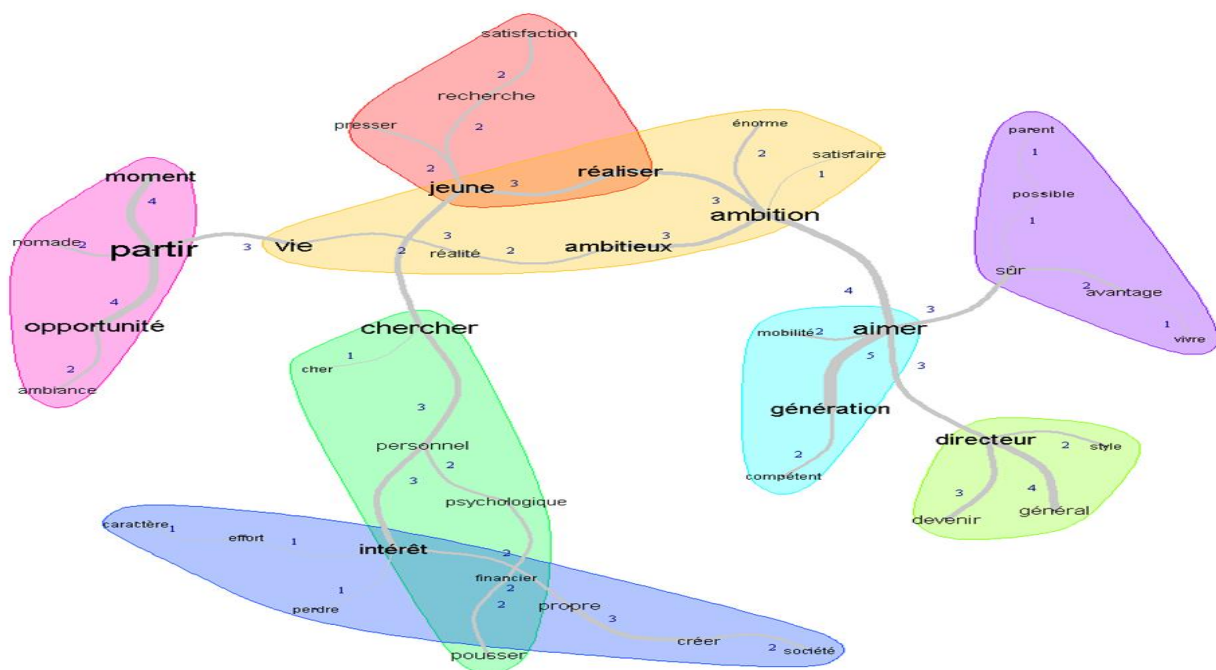 satisfaction
2
recherche
presser
2
2
énorme
2
satisfaire
1
parent
1
possible
1
moment
4
jeune
3
réaliser
3
ambition
nomade
2
partir
3
vie
3
2
réalité
2
ambitieux
3
sûr
2
avantage
4
opportunité
2
ambiance
chercher
1
cher
4
3
mobilité
2
aimer
5
3
1
vivre
génération
2
compétent
3
personnel
3
2
psychologique
directeur
2
style
3
4
devenir
général
caractère
1
effort
1
intérêt
2
financier
2
1
perdre
2
propre
3
créer
2
société
pousser